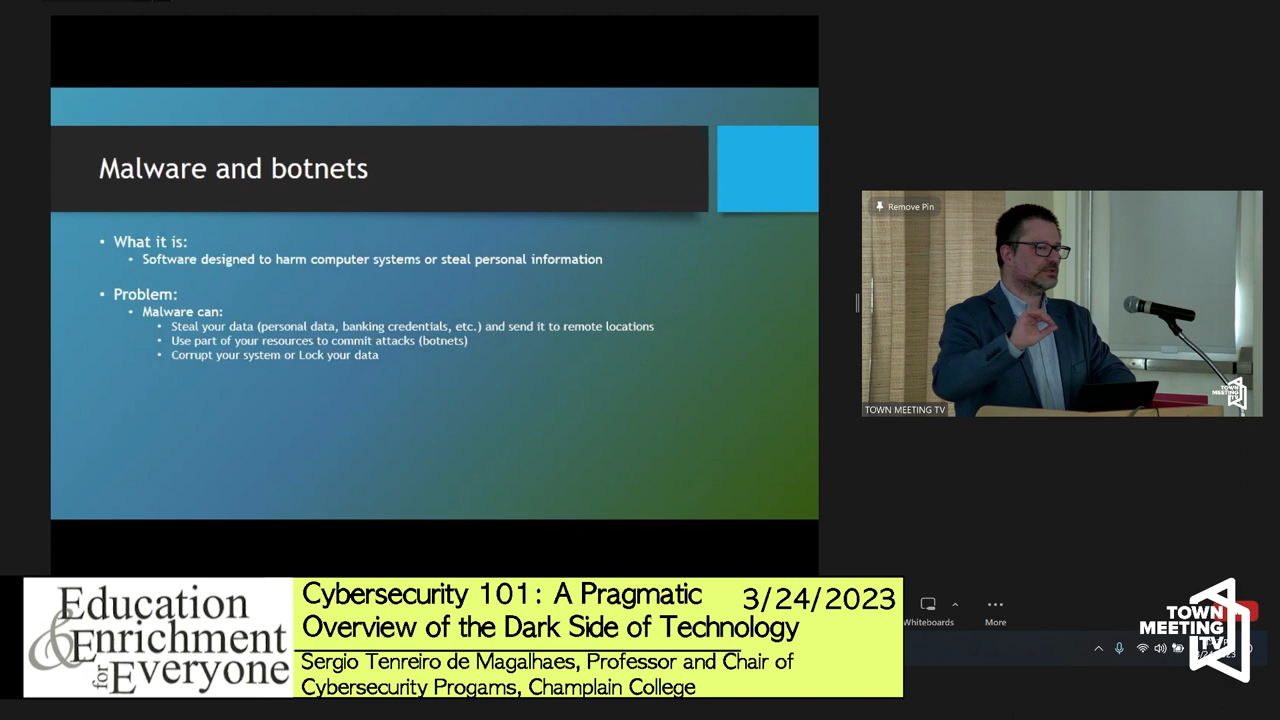 Malware and botnets
• What it is:
• Software designed to harm computer systems or steal personal information
• Problem:
• Malware can:
• Steal your data (personal data, banking credentials, etc.) and send it to remote locations
• Use part of your resources to commit attacks (botnets)
• Corrupt your system or Lock your data
Remove Pin
TOWN MEETING TV
TOWN MEETING TV
Education
& Enrichment
for Everyone
Cybersecurity 101: A Pragmatic 3/24/2023
Overview of the Dark Side of Technology
Sergio Tenreiro de Magalhaes, Professor and Chair of
Cybersecurity Progams, Champlain College
Whiteboards
More
TOWN
MEETING
TV